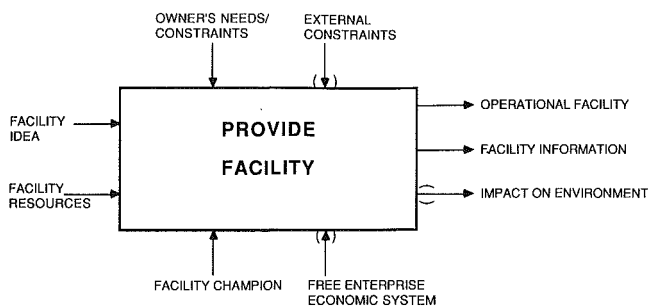 OWNER'S NEEDS/
CONSTRAINTS
EXTERNAL
CONSTRAINTS
FACILITY
IDEA
FACILITY
RESOURCES
PROVIDE
FACILITY
OPERATIONAL FACILITY
FACILITY INFORMATION
IMPACT ON ENVIRONMENT
FACILITY CHAMPION
FREE ENTERPRISE
ECONOMIC SYSTEM